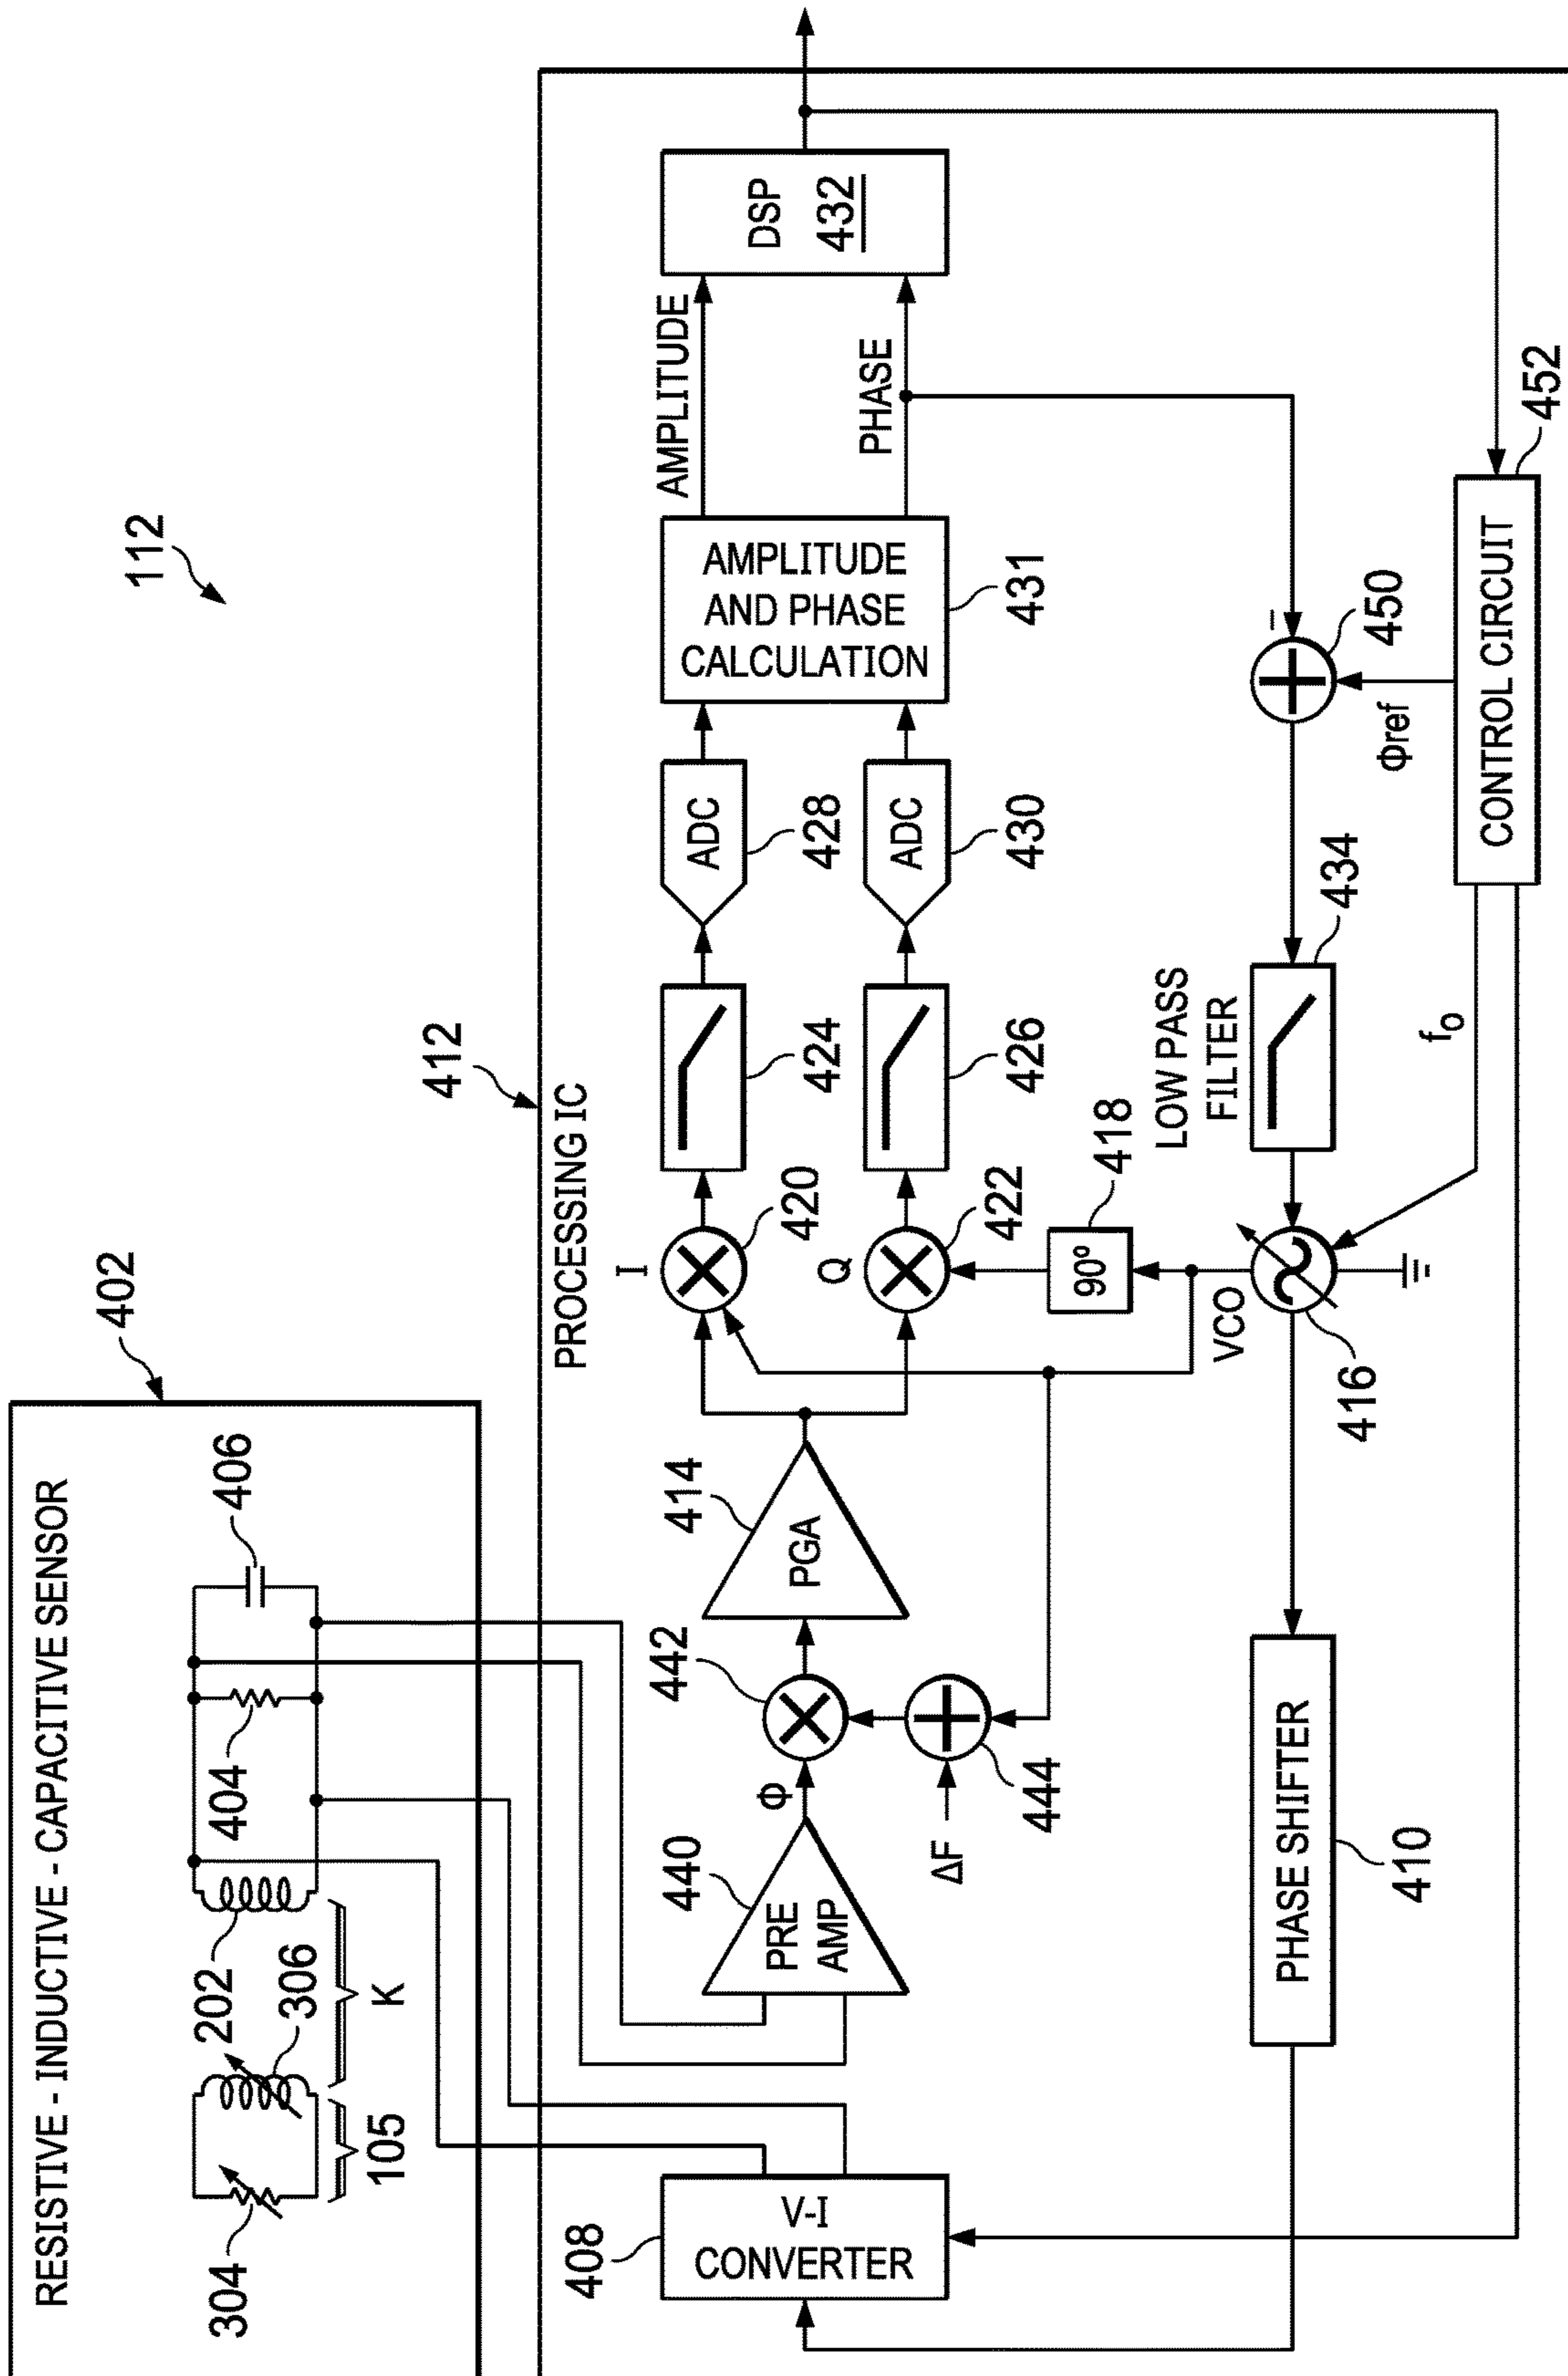 112
402
RESISTIVE - INDUCTIVE - CAPACITIVE SENSOR
304
105
306
202
K
404
406
412
PROCESSING IC
408
V-I
CONVERTER
440
PRE
AMP
Φ
442
ΔF
444
414
PGA
I
420
Q
422
90º
418
424
426
ADC
428
ADC
430
AMPLITUDE
AND PHASE
CALCULATION
431
AMPLITUDE
PHASE
DSP
432
PHASE SHIFTER
410
VCO
416
LOW PASS
FILTER
434
–
450
Φref
fo
CONTROL CIRCUIT
452